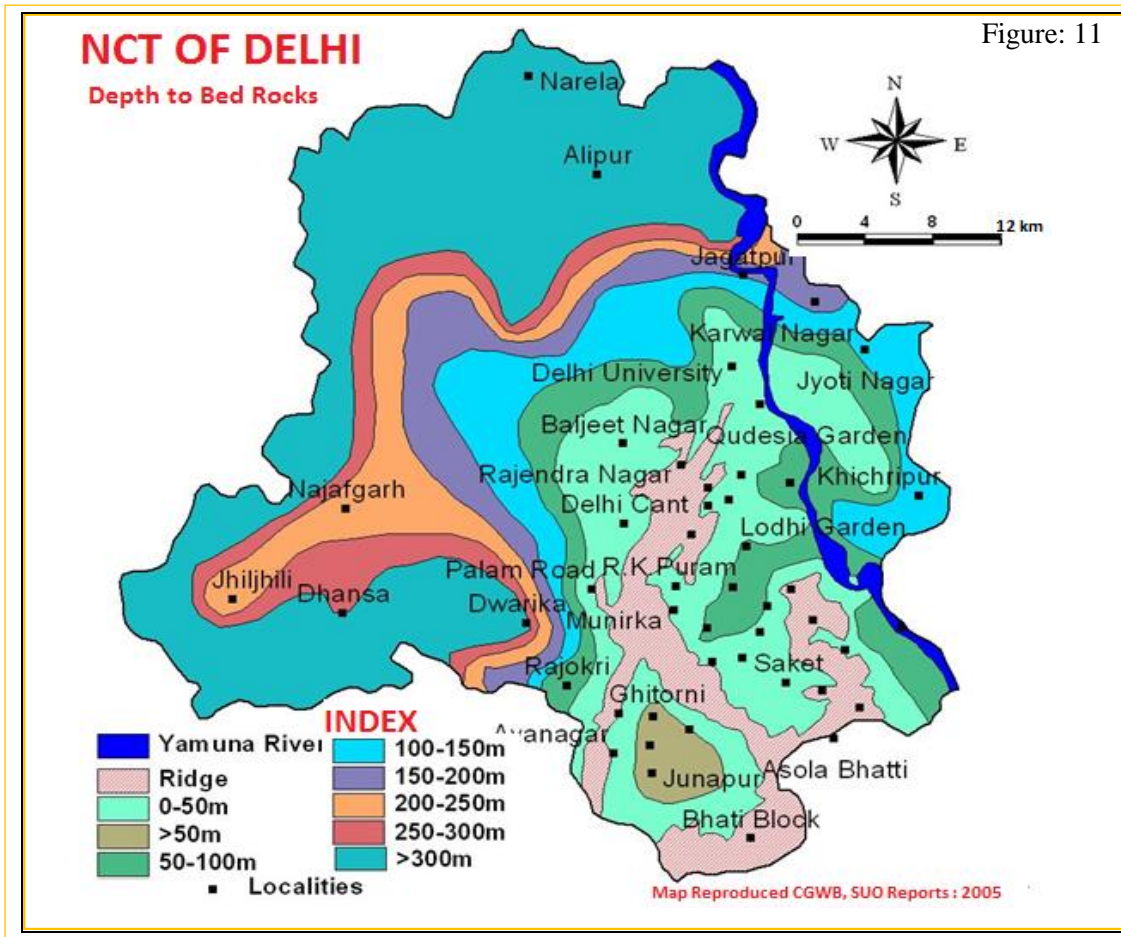 Figure: 11
NCT OF DELHI
Depth to Bed Rocks
Narela
N
W E
S
Alipur
0 4 8 12 km
Jagatpur
Karwal Nagar
Delhi University
Jyoti Nagar
Baljeet Nagar
Qudesia Garden
Rajendra Nagar
Khichripur
Najafgarh
Delhi Cant
Lodhi Garden
Palam Road
R.K.Puram
Jhiljhili
Dhansa
Dwarika
Munirka
Rajokri
Saket
Ghitorni
INDEX
Yamuna River
100-150m
Ayanagar
Ridge
150-200m
Junapur
Asola Bhatti
0-50m
200-250m
>50m
250-300m
Bhati Block
50-100m
>300m
Localities
Map Reproduced CGWB, SUO Reports : 2005